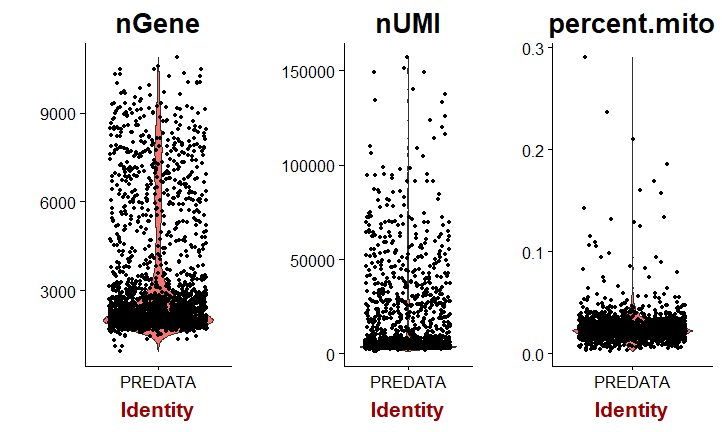 nGene
9000
6000
3000
PREDATA
Identity
nUMI
150000
100000
50000
0
PREDATA
Identity
percent.mito
0.3
0.2
0.1
0.0
PREDATA
Identity